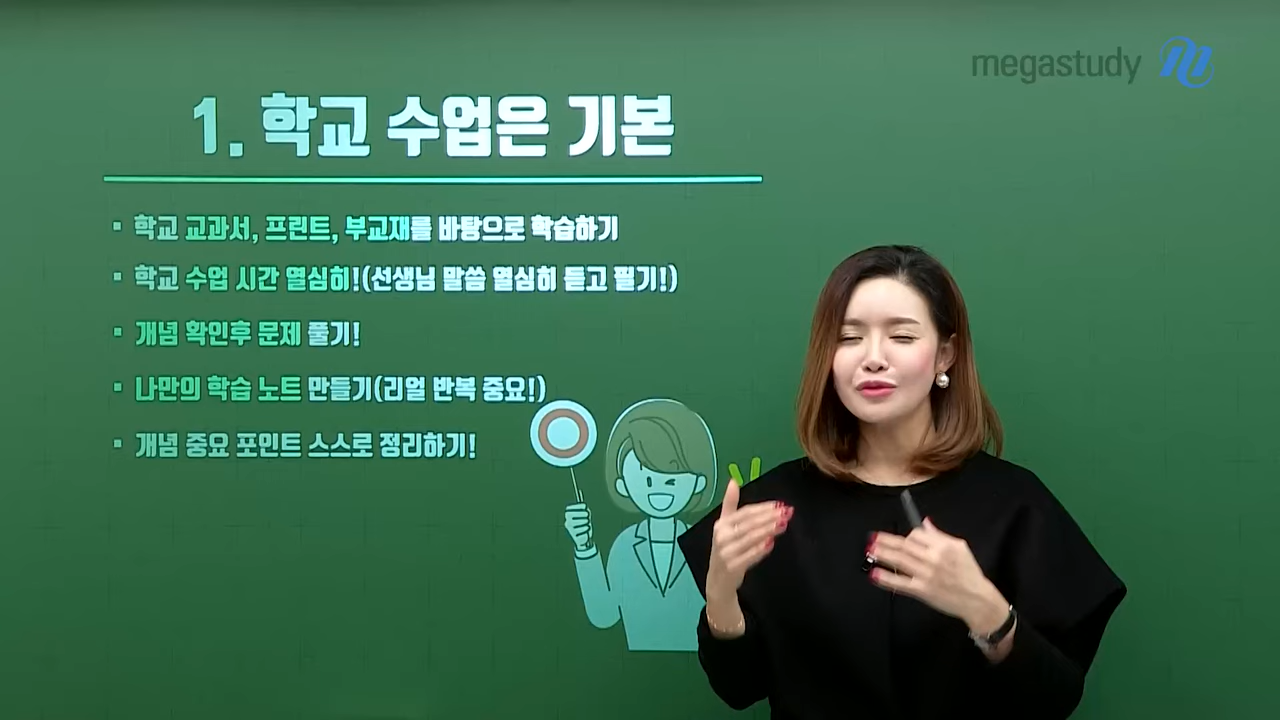 megastudy
1. 학교 수업은 기본
▪ 학교 교과서, 프린트, 부교재를 바탕으로 학습하기
▪ 학교 수업 시간 열심히!(선생님 말씀 열심히 듣고 필기!)
▪ 개념 확인후 문제 풀기!
▪ 나만의 학습 노트 만들기(리얼 반복 중요!)
▪ 개념 중요 포인트 스스로 정리하기!